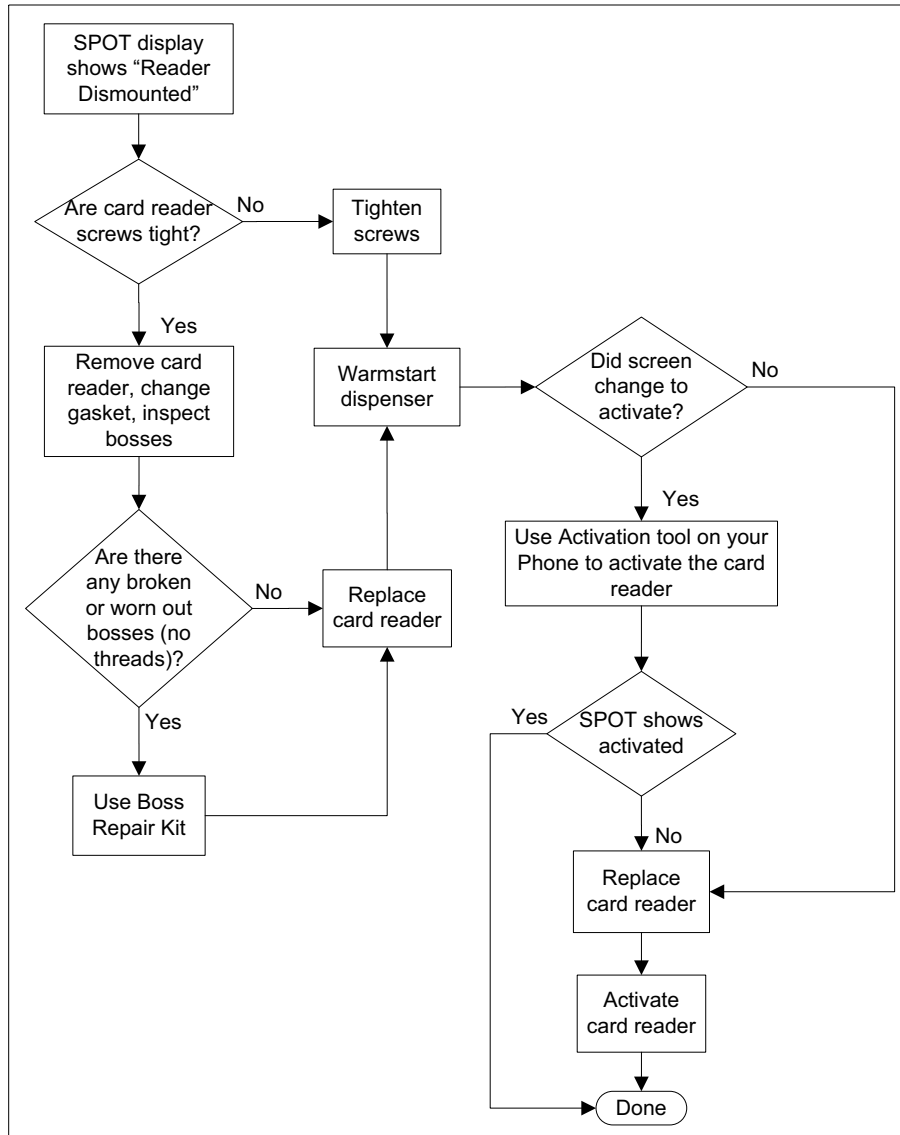 SPOT display
shows “Reader
Dismounted”
Are card reader
screws tight?
No
Tighten
screws
Yes
Remove card
reader, change
gasket, inspect
bosses
Warmstart
dispenser
Did screen
change to
activate?
No
Yes
Use Activation tool on your
Phone to activate the card
reader
Are there
any broken
or worn out
bosses (no
threads)?
No
Replace
card reader
Yes
Use Boss
Repair Kit
Yes
SPOT shows
activated
No
Replace
card reader
Activate
card reader
Done